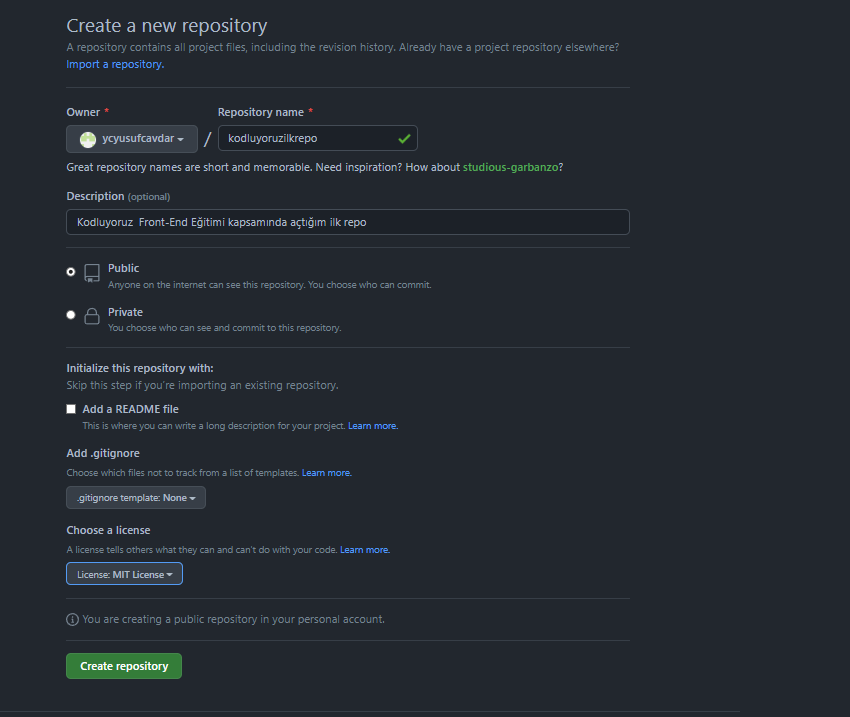 Create a new repository
A repository contains all project files, including the revision history. Already have a project repository elsewhere?
Import a repository.
Owner *
Repository name *
ycyusufcavdar
/
kodluyoruzilkrepo
Great repository names are short and memorable. Need inspiration? How about studious-garbanzo?
Description (optional)
Kodluyoruz Front-End Eğitimi kapsamında açtığım ilk repo
Public
Anyone on the internet can see this repository. You choose who can commit.
Private
You choose who can see and commit to this repository.
Initialize this repository with:
Skip this step if you're importing an existing repository.
Add a README file
This is where you can write a long description for your project. Learn more.
Add .gitignore
Choose which files not to track from a list of templates. Learn more.
.gitignore template: None
Choose a license
A license tells others what they can and can't do with your code. Learn more.
License: MIT License
You are creating a public repository in your personal account.
Create repository